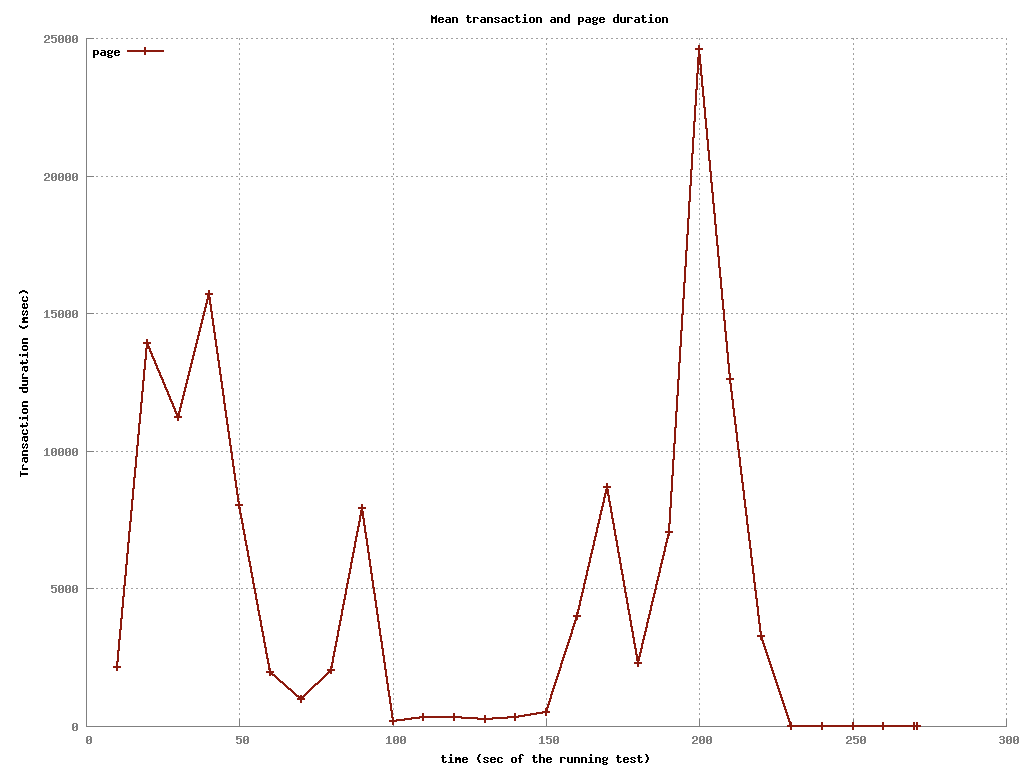 Mean transaction and page duration
25000
page
20000
15000
10000
5000
0
Transaction duration (msec)
0 50 100 150 200 250 300
time (sec of the running test)